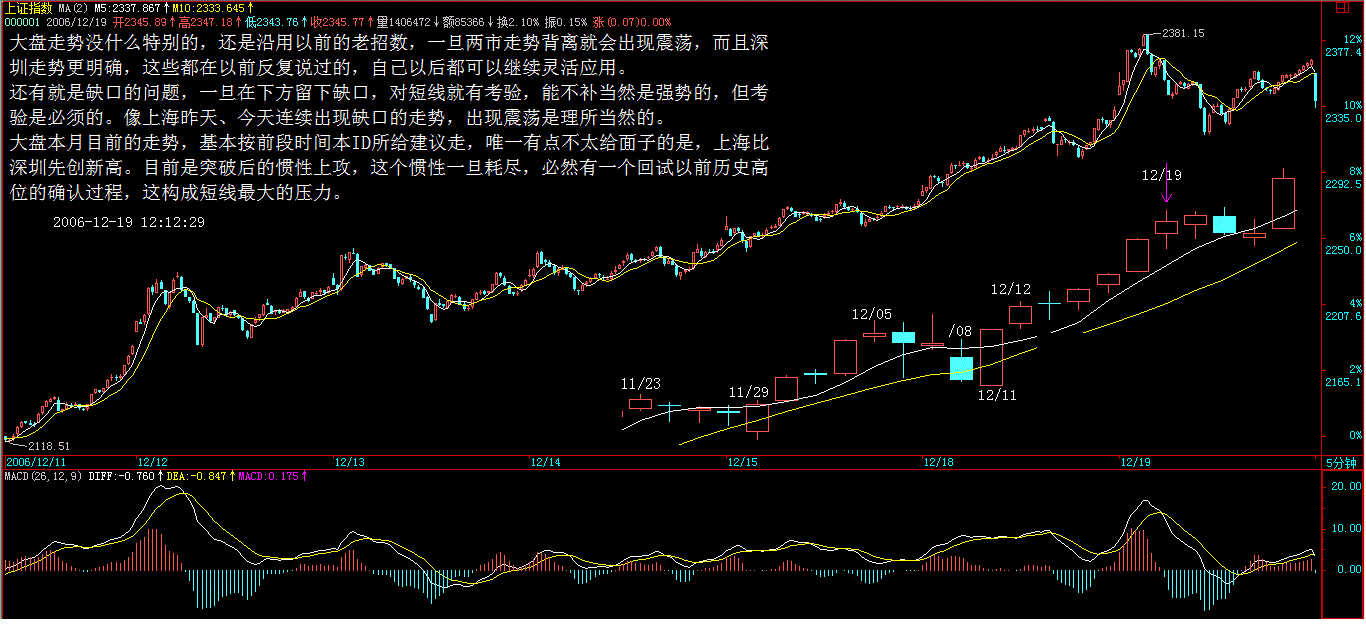 上证指数 MA(2) M5:2337.867↑M10:2333.645↑
000001 2006/12/19 开2345.89↑高2347.18↑低2343.76↑收2345.77↑量1406472↓额85366↓换2.10% 振0.15% 涨(0.07)0.00%
大盘走势没什么特别的，还是沿用以前的老招数，一旦两市走势背离就会出现震荡，而且深
圳走势更明确，这些都在以前反复说过的，自己以后都可以继续灵活应用。
还有就是缺口的问题，一旦在下方留下缺口，对短线就有考验，能不补当然是强势的，但考
验是必须的。像上海昨天、今天连续出现缺口的走势，出现震荡是理所当然的。
大盘本月目前的走势，基本按前段时间本ID所给建议走，唯一有点不太给面子的是，上海比
深圳先创新高。目前是突破后的惯性上攻，这个惯性一旦耗尽，必然有一个回试以前历史高
位的确认过程，这构成短线最大的压力。
2006-12-19 12:12:29
2381.15
12%
2377.4
10%
2335.0
8%
2292.5
6%
2250.0
4%
2207.6
2%
2165.1
0%
12/19
12/12
12/05
/08
11/23
11/29
12/11
2118.51
2006/12/11 12/12 12/13 12/14 12/15 12/18 12/19 5分钟
MACD(26,12,9) DIFF:-0.760↑DEA:-0.847↑MACD:0.175↑
20.00
10.00
0.00